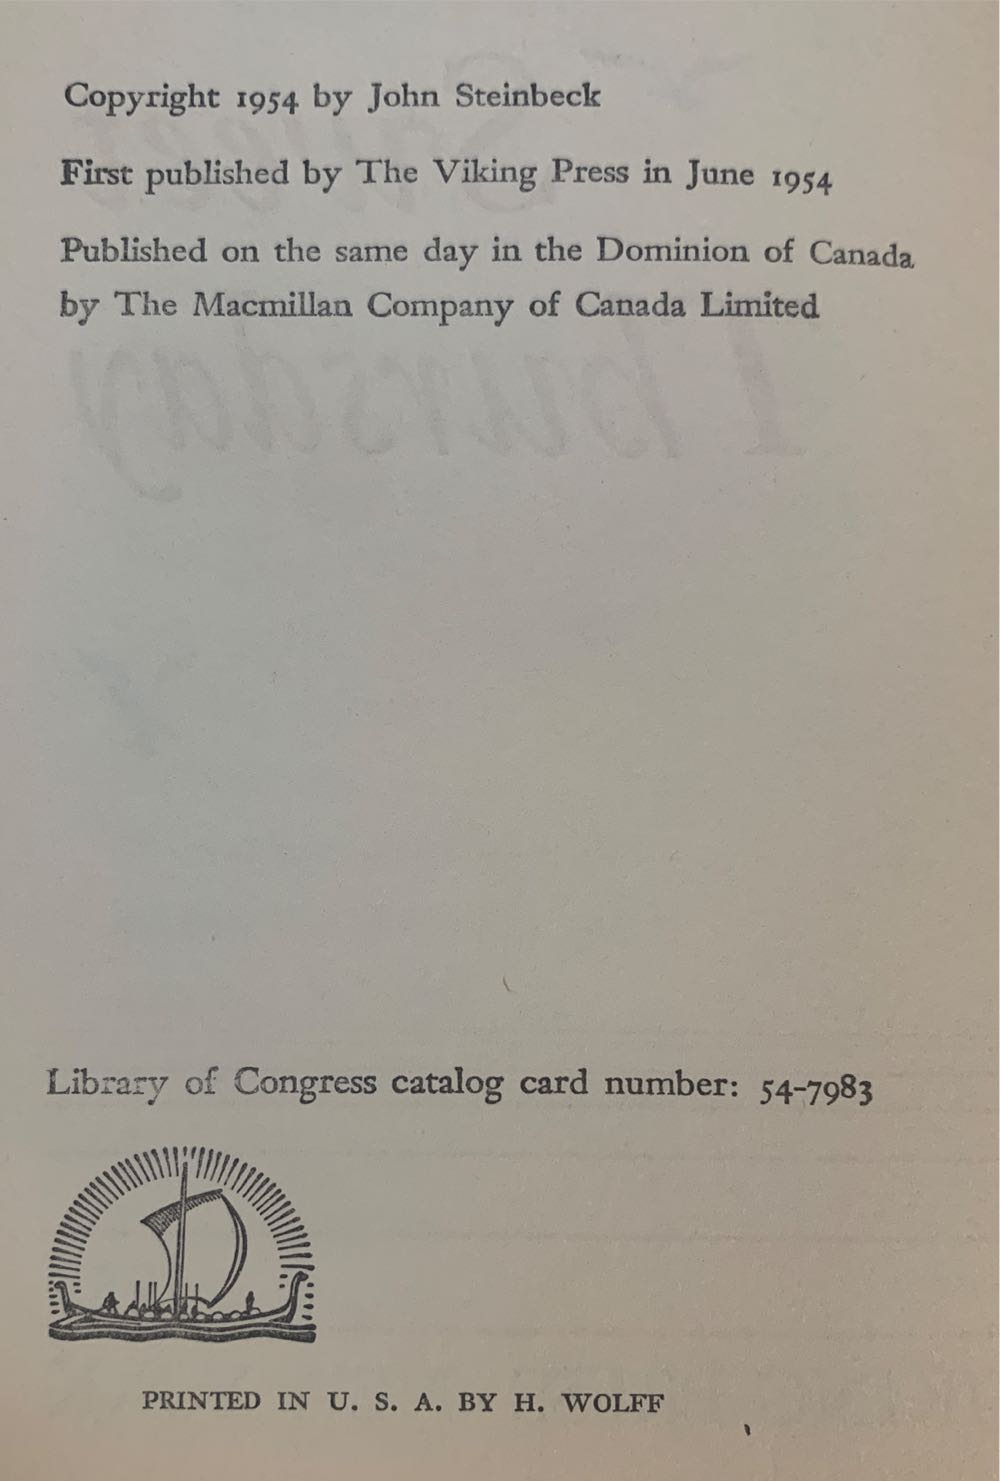 Copyright 1954 by John Steinbeck
First published by The Viking Press in June 1954
Published on the same day in the Dominion of Canada
by The Macmillan Company of Canada Limited
Sweet
Thursday
Library of Congress catalog card number: 54-7983
PRINTED IN U. S. A. BY H. WOLFF